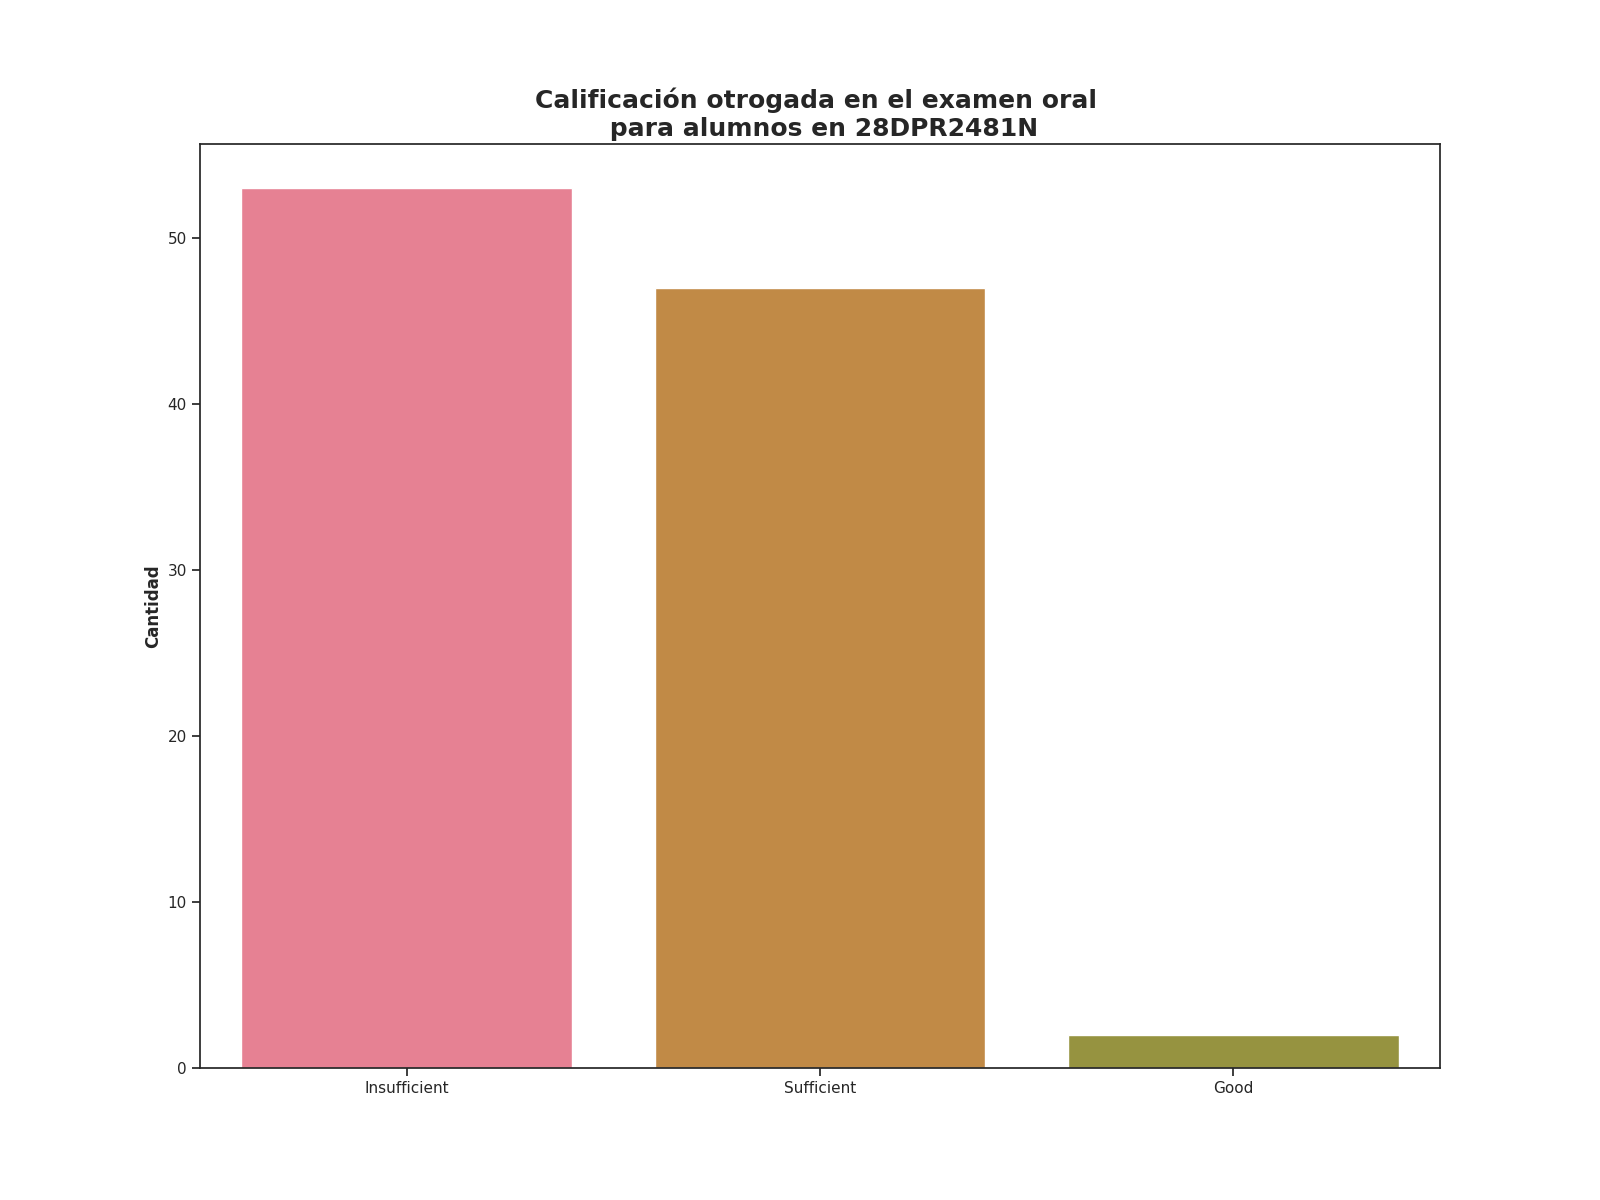 Calificación otrogada en el examen oral
para alumnos en 28DPR2481N
Cantidad
50
40
30
20
10
0
Insufficient
Sufficient
Good